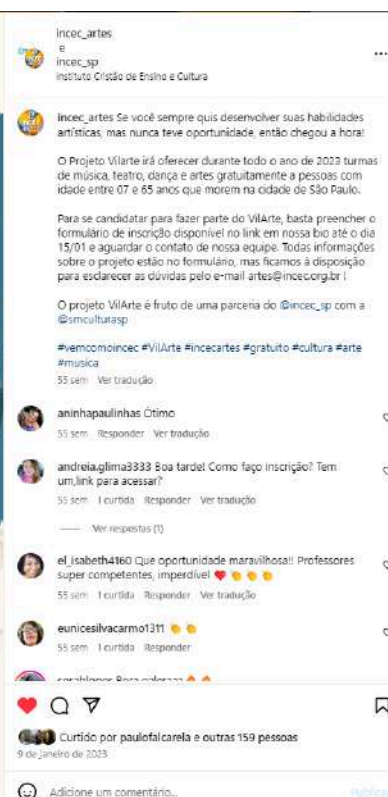 incec_artes
e
incec_sp
Instituto Cristão de Ensino e Cultura
incec_artes Se você sempre quis desenvolver suas habilidades
artísticas, mas nunca teve oportunidade, então chegou a hora!
O Projeto Vilarte irá oferecer durante todo o ano de 2023 turmas
de música, teatro, dança e artes gratuitamente a pessoas com
idade entre 07 e 65 anos que morem na cidade de São Paulo.
Para se candidatar para fazer parte do VilArte, basta preencher o
formulário de inscrição disponível no link em nossa bio até o dia
15/01 e aguardar o contato de nossa equipe. Todas informações
sobre o projeto estão no formulário, mas ficamos à disposição
para esclarecer as dúvidas pelo e-mail artes@incec.org.br !
O projeto VilArte é fruto de uma parceria do @incec_sp com a
@smculturasp
#vemcomoincec #VilArte #incecartes #gratuito #cultura #arte
#musica
55 sem Ver tradução
aninhapaulinhas Ótimo
55 sem Responder Ver tradução
andreia.glima3333 Boa tarde! Como faço inscrição? Tem
um,link para acessar?
55 sem 1 curtida Responder Ver tradução
Ver respostas (1)
el_isabeth4160 Que oportunidade maravilhosa!! Professores
super competentes, imperdível ❤️ 👏 👏 👏
55 sem 1 curtida Responder Ver tradução
eunicesilvacarmo1311 👏 👏
55 sem 1 curtida Responder
Curtido por paulofalcarela e outras 159 pessoas
9 de janeiro de 2023
Adicione um comentário...
Publicar